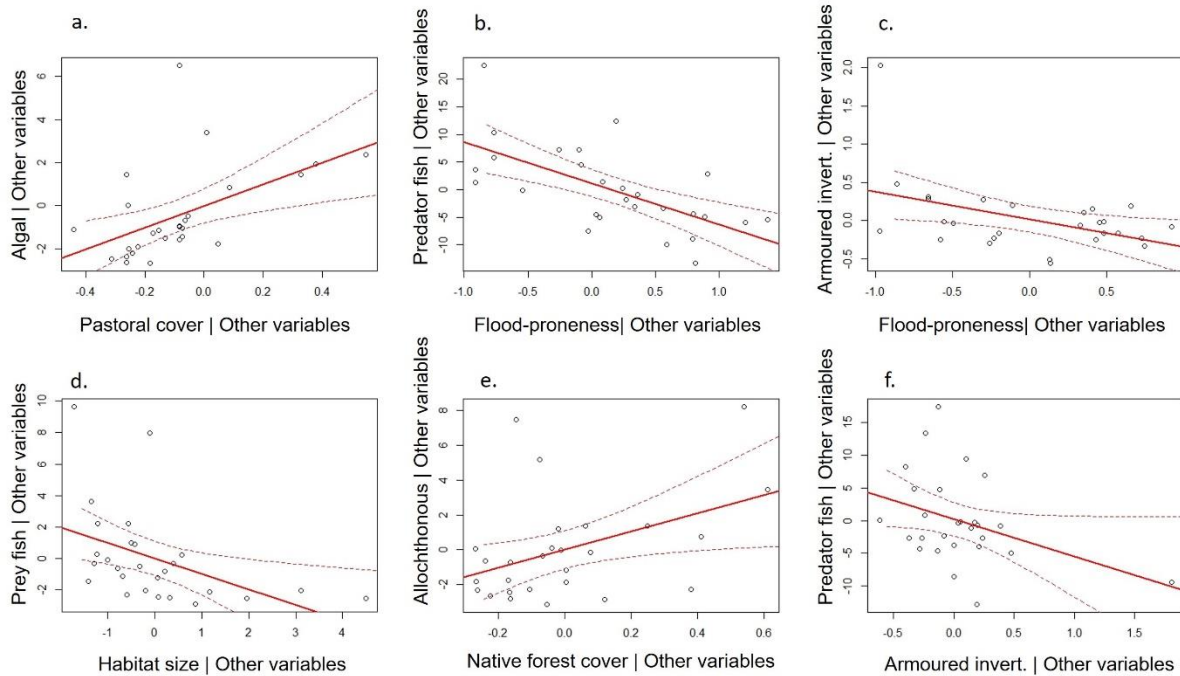 a.
Algal | Other variables
6
4
2
0
-2
-0.4 -0.2 0.0 0.2 0.4
Pastoral cover | Other variables
b.
Predator fish | Other variables
20
15
10
5
0
-5
-10
-1.0 -0.5 0.0 0.5 1.0
Flood-proneness| Other variables
c.
Armoured invert. | Other variables
2.0
1.5
1.0
0.5
0.0
-0.5
-1.0 -0.5 0.0 0.5
Flood-proneness| Other variables
d.
Prey fish | Other variables
10
8
6
4
2
0
-2
-1 0 1 2 3 4
Habitat size | Other variables
e.
Allochthonous | Other variables
8
6
4
2
0
-2
-0.2 0.0 0.2 0.4 0.6
Native forest cover | Other variables
f.
Predator fish | Other variables
15
10
5
0
-5
-10
-0.5 0.0 0.5 1.0 1.5
Armoured invert. | Other variables